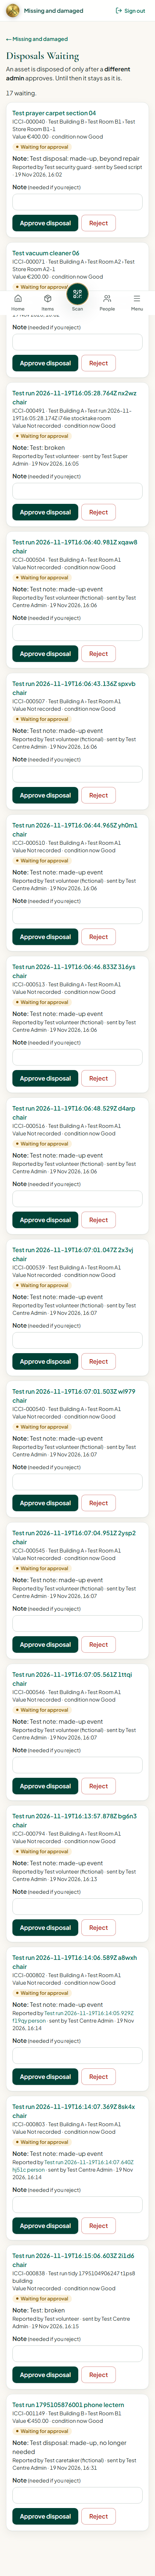 Missing and damaged
Sign out
← Missing and damaged
Disposals Waiting
An asset is disposed of only after a different
admin approves. Until then it stays as it is.
17 waiting.
Test prayer carpet section 04
ICCI-000040 · Test Building B › Test Room B1 › Test
Store Room B1-1
Value €400.00 · condition now Good
Waiting for approval
Note: Test disposal: made-up, beyond repair
Reported by Test security guard · sent by Seed script
· 19 Nov 2026, 16:02
Note (needed if you reject)
Approve disposal
Reject
Test vacuum cleaner 06
ICCI-000071 · Test Building A › Test Room A2 › Test
Store Room A2-1
Value €200.00 · condition now Good
Waiting for approval
Home
Items
Scan
People
Menu
Note (needed if you reject)
Approve disposal
Reject
Test run 2026-11-19T16:05:28.764Z nx2wz
chair
Value Not recorded · condition now Good
Waiting for approval
Note: Test: broken
Reported by Test volunteer · sent by Test Super
Admin · 19 Nov 2026, 16:05
Note (needed if you reject)
Approve disposal
Reject
Test run 2026-11-19T16:06:40.981Z xqaw8
chair
ICCI-000504 · Test Building A › Test Room A1
Value Not recorded · condition now Good
Waiting for approval
Note: Test note: made-up event
Reported by Test volunteer (fictional) · sent by Test
Centre Admin · 19 Nov 2026, 16:06
Note (needed if you reject)
Approve disposal
Reject
Test run 2026-11-19T16:06:43.136Z spxvb
chair
ICCI-000507 · Test Building A › Test Room A1
Value Not recorded · condition now Good
Waiting for approval
Note: Test note: made-up event
Reported by Test volunteer (fictional) · sent by Test
Centre Admin · 19 Nov 2026, 16:06
Note (needed if you reject)
Approve disposal
Reject
Test run 2026-11-19T16:06:44.965Z yh0m1
chair
ICCI-000510 · Test Building A › Test Room A1
Value Not recorded · condition now Good
Waiting for approval
Note: Test note: made-up event
Reported by Test volunteer (fictional) · sent by Test
Centre Admin · 19 Nov 2026, 16:06
Note (needed if you reject)
Approve disposal
Reject
Test run 2026-11-19T16:06:46.833Z 316ys
chair
ICCI-000513 · Test Building A › Test Room A1
Value Not recorded · condition now Good
Waiting for approval
Note: Test note: made-up event
Reported by Test volunteer (fictional) · sent by Test
Centre Admin · 19 Nov 2026, 16:06
Note (needed if you reject)
Approve disposal
Reject
Test run 2026-11-19T16:06:48.529Z d4arp
chair
ICCI-000516 · Test Building A › Test Room A1
Value Not recorded · condition now Good
Waiting for approval
Note: Test note: made-up event
Reported by Test volunteer (fictional) · sent by Test
Centre Admin · 19 Nov 2026, 16:06
Note (needed if you reject)
Approve disposal
Reject
Test run 2026-11-19T16:07:01.047Z 2x3vj
chair
ICCI-000539 · Test Building A › Test Room A1
Value Not recorded · condition now Good
Waiting for approval
Note: Test note: made-up event
Reported by Test volunteer (fictional) · sent by Test
Centre Admin · 19 Nov 2026, 16:07
Note (needed if you reject)
Approve disposal
Reject
Test run 2026-11-19T16:07:01.503Z wl979
chair
ICCI-000540 · Test Building A › Test Room A1
Value Not recorded · condition now Good
Waiting for approval
Note: Test note: made-up event
Reported by Test volunteer (fictional) · sent by Test
Centre Admin · 19 Nov 2026, 16:07
Note (needed if you reject)
Approve disposal
Reject
Test run 2026-11-19T16:07:04.951Z 2ysp2
chair
ICCI-000545 · Test Building A › Test Room A1
Value Not recorded · condition now Good
Waiting for approval
Note: Test note: made-up event
Reported by Test volunteer (fictional) · sent by Test
Centre Admin · 19 Nov 2026, 16:07
Note (needed if you reject)
Approve disposal
Reject
Test run 2026-11-19T16:07:05.561Z 1ttqi
chair
ICCI-000546 · Test Building A › Test Room A1
Value Not recorded · condition now Good
Waiting for approval
Note: Test note: made-up event
Reported by Test volunteer (fictional) · sent by Test
Centre Admin · 19 Nov 2026, 16:07
Note (needed if you reject)
Approve disposal
Reject
Test run 2026-11-19T16:13:57.878Z bg6n3
chair
ICCI-000794 · Test Building A › Test Room A1
Value Not recorded · condition now Good
Waiting for approval
Note: Test note: made-up event
Reported by Test volunteer (fictional) · sent by Test
Centre Admin · 19 Nov 2026, 16:13
Note (needed if you reject)
Approve disposal
Reject
Test run 2026-11-19T16:14:06.589Z a8wxh
chair
ICCI-000802 · Test Building A › Test Room A1
Value Not recorded · condition now Good
Waiting for approval
Note: Test note: made-up event
Reported by Test run 2026-11-19T16:14:05.929Z
person · sent by Test Centre Admin · 19 Nov
2026, 16:14
Note (needed if you reject)
Approve disposal
Reject
Test run 2026-11-19T16:14:07.369Z 8sk4x
chair
ICCI-000803 · Test Building A › Test Room A1
Value Not recorded · condition now Good
Waiting for approval
Note: Test note: made-up event
Reported by Test run 2026-11-19T16:14:07.640Z
person · sent by Test Centre Admin · 19 Nov
2026, 16:14
Note (needed if you reject)
Approve disposal
Reject
Test run 2026-11-19T16:15:06.603Z 2i1d6
chair
ICCI-000838 · Test run tidy 1795104906247 t1ps8
building
Value Not recorded · condition now Good
Waiting for approval
Note: Test: broken
Reported by Test volunteer · sent by Test Centre
Admin · 19 Nov 2026, 16:15
Note (needed if you reject)
Approve disposal
Reject
Test run 1795105876001 phone lectern
ICCI-001149 · Test Building B › Test Room B1
Value €450.00 · condition now Good
Waiting for approval
Note: Test disposal: made-up, no longer
needed
Reported by Test caretaker (fictional) · sent by Test
Centre Admin · 19 Nov 2026, 16:31
Note (needed if you reject)
Approve disposal
Reject